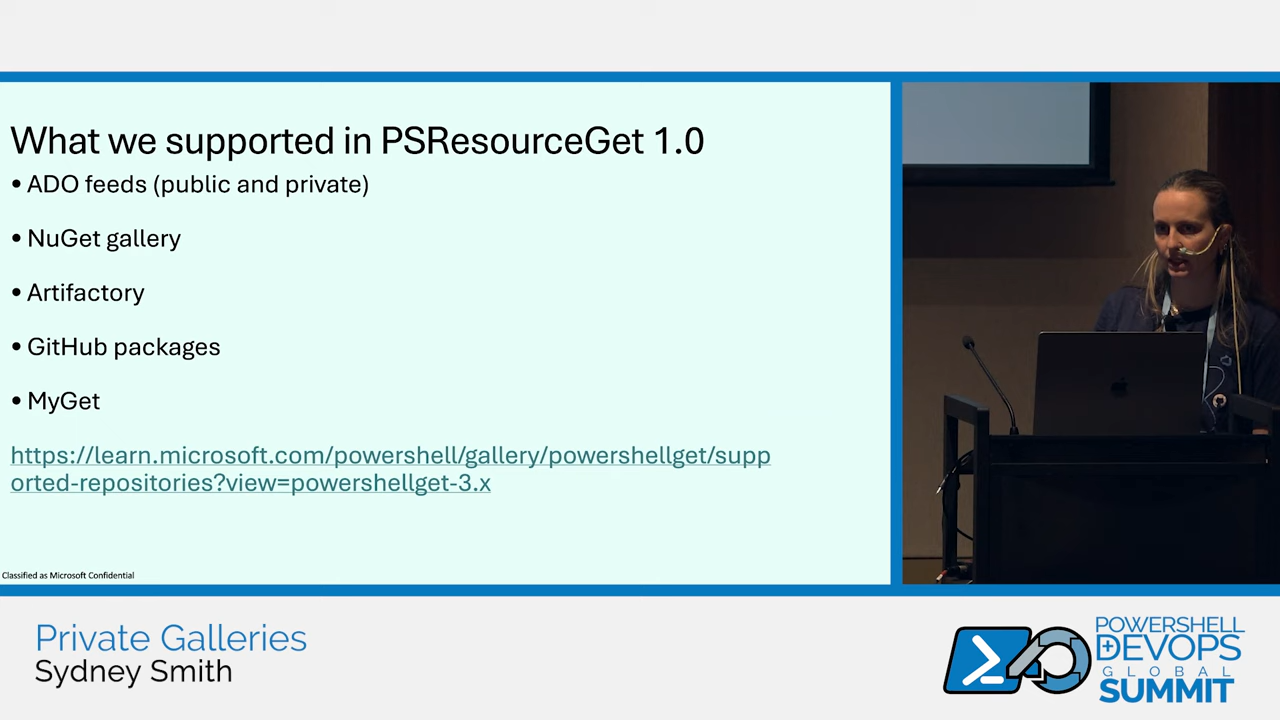 What we supported in PSResourceGet 1.0
• ADO feeds (public and private)
• NuGet gallery
• Artifactory
• GitHub packages
• MyGet
https://learn.microsoft.com/powershell/gallery/powershellget/supp
orted-repositories?view=powershellget-3.x
Classified as Microsoft Confidential
Private Galleries
Sydney Smith
POWERSHELL
DEVOPS
GLOBAL
SUMMIT